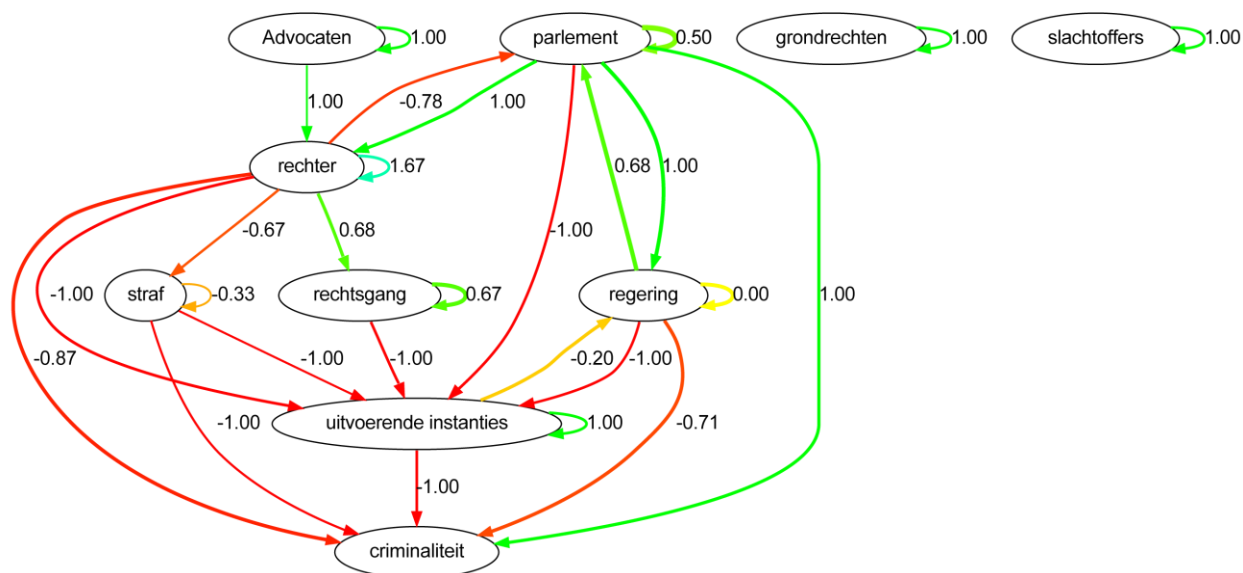 Advocaten
1.00
parlement
0.50
grondrechten
1.00
slachtoffers
1.00
1.00
-0.78
1.00
rechter
1.67
0.68
1.00
-0.67
0.68
-1.00
straf
-0.33
rechtsgang
0.67
regering
0.00
-1.00
1.00
-0.87
-1.00
-1.00
-0.20
-1.00
uitvoerende instanties
1.00
-1.00
-0.71
-1.00
criminaliteit